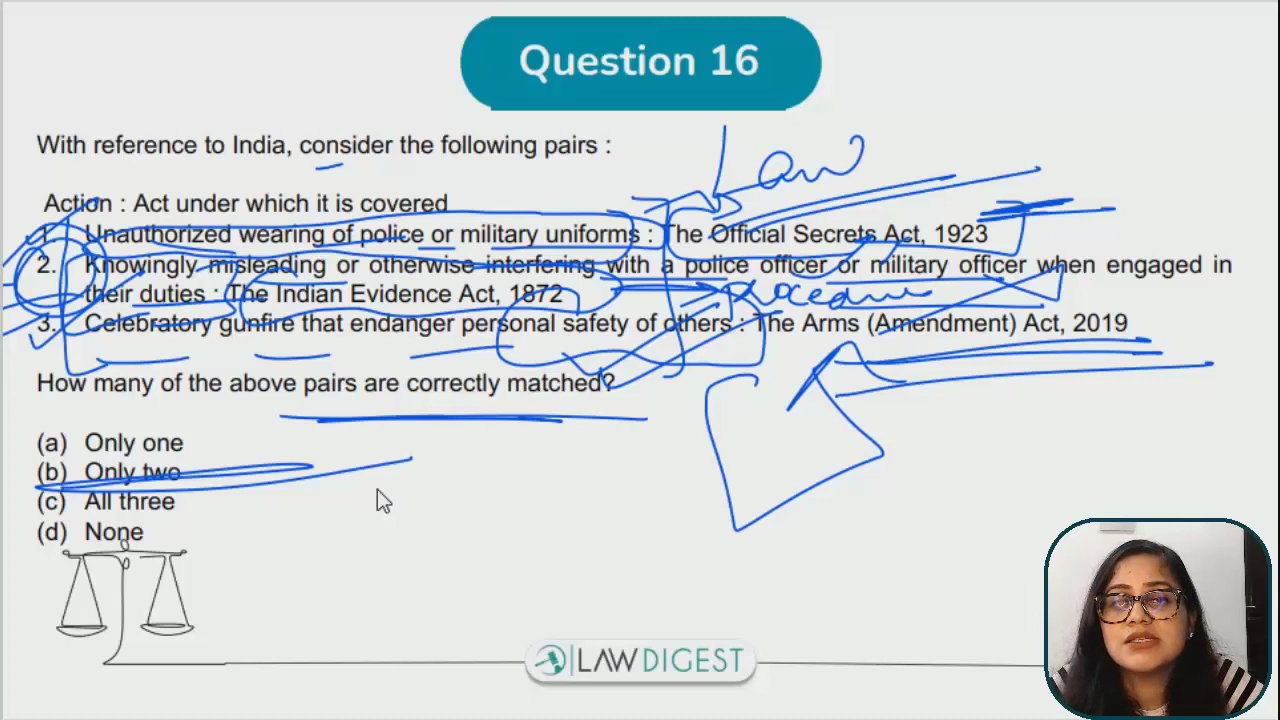 Question 16
With reference to India, consider the following pairs :
Law
Action : Act under which it is covered
1. Unauthorized wearing of police or military uniforms : The Official Secrets Act, 1923
2. Knowingly misleading or otherwise interfering with a police officer or military officer when engaged in
their duties : The Indian Evidence Act, 1872
procedure
3. Celebratory gunfire that endanger personal safety of others : The Arms (Amendment) Act, 2019
How many of the above pairs are correctly matched?
(a) Only one
(b) Only two
(c) All three
(d) None
LAWDIGEST